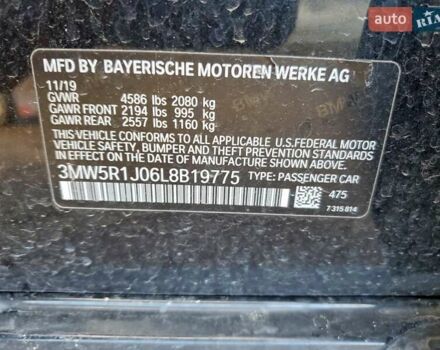 auto RIA
MFD BY BAYERISCHE MOTOREN WERKE AG
11/19
GVWR 4586 lbs 2080 kg
GAWR FRONT 2194 lbs 995 kg
GAWR REAR 2557 lbs 1160 kg
THIS VEHICLE CONFORMS TO ALL APPLICABLE U.S.FEDERAL MOTOR
VEHICLE SAFETY, BUMPER AND THEFT PREVENTION STANDARDS
IN EFFECT ON THE DATE OF MANUFACTURE SHOWN ABOVE.
3MW5R1J06L8B19775 TYPE: PASSENGER CAR
475
7 315 814